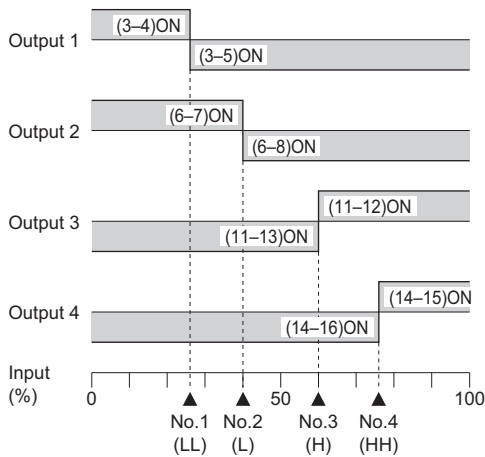 Output 1
(3–4)ON
(3–5)ON
Output 2
(6–7)ON
(6–8)ON
Output 3
(11–12)ON
(11–13)ON
Output 4
(14–15)ON
(14–16)ON
Input
(%)
0 50 100
No.1 No.2 No.3 No.4
(LL) (L) (H) (HH)